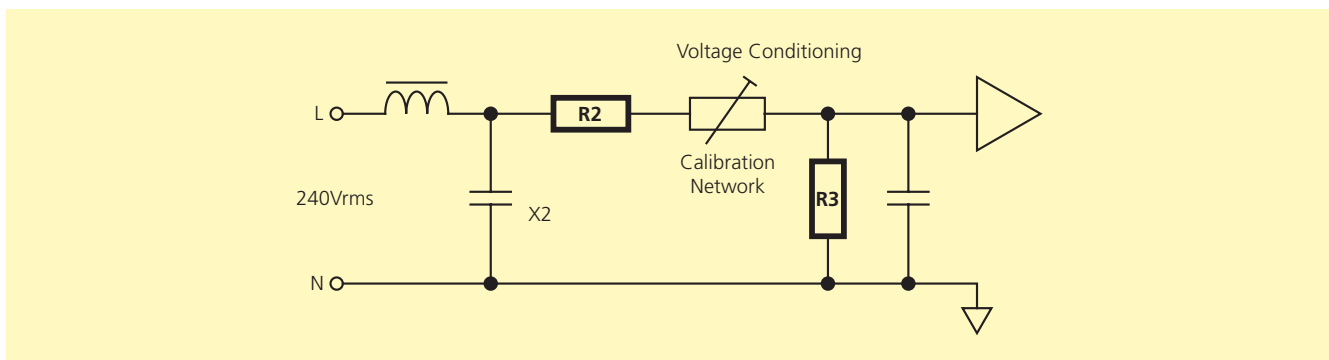 Voltage Conditioning
L
R2
Calibration
Network
240Vrms
X2
R3
N